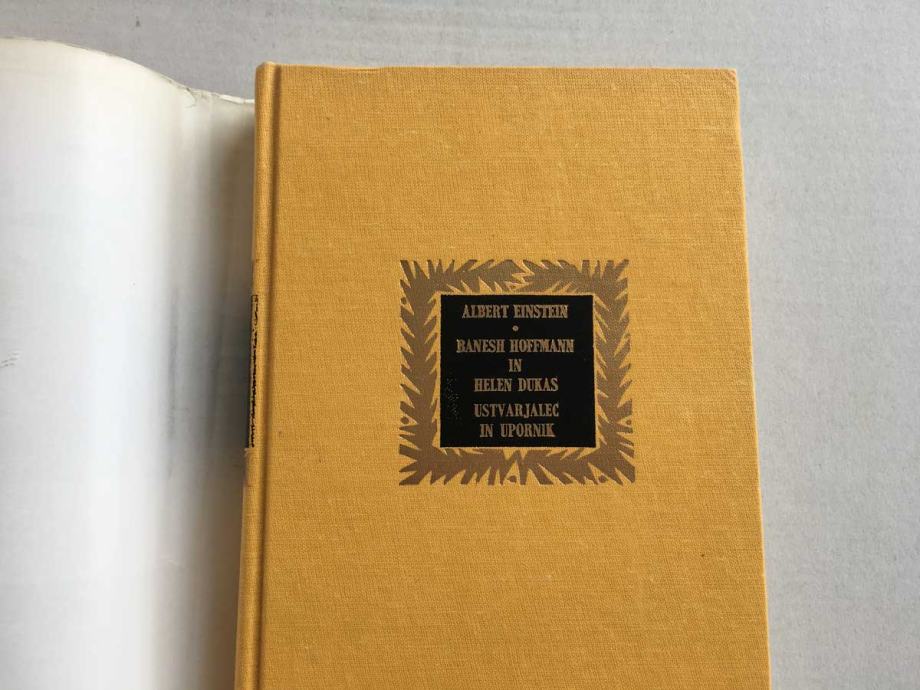 ALBERT EINSTEIN
•
BANESH HOFFMANN
IN
HELEN DUKAS
USTVARJALEC
IN UPORNIK